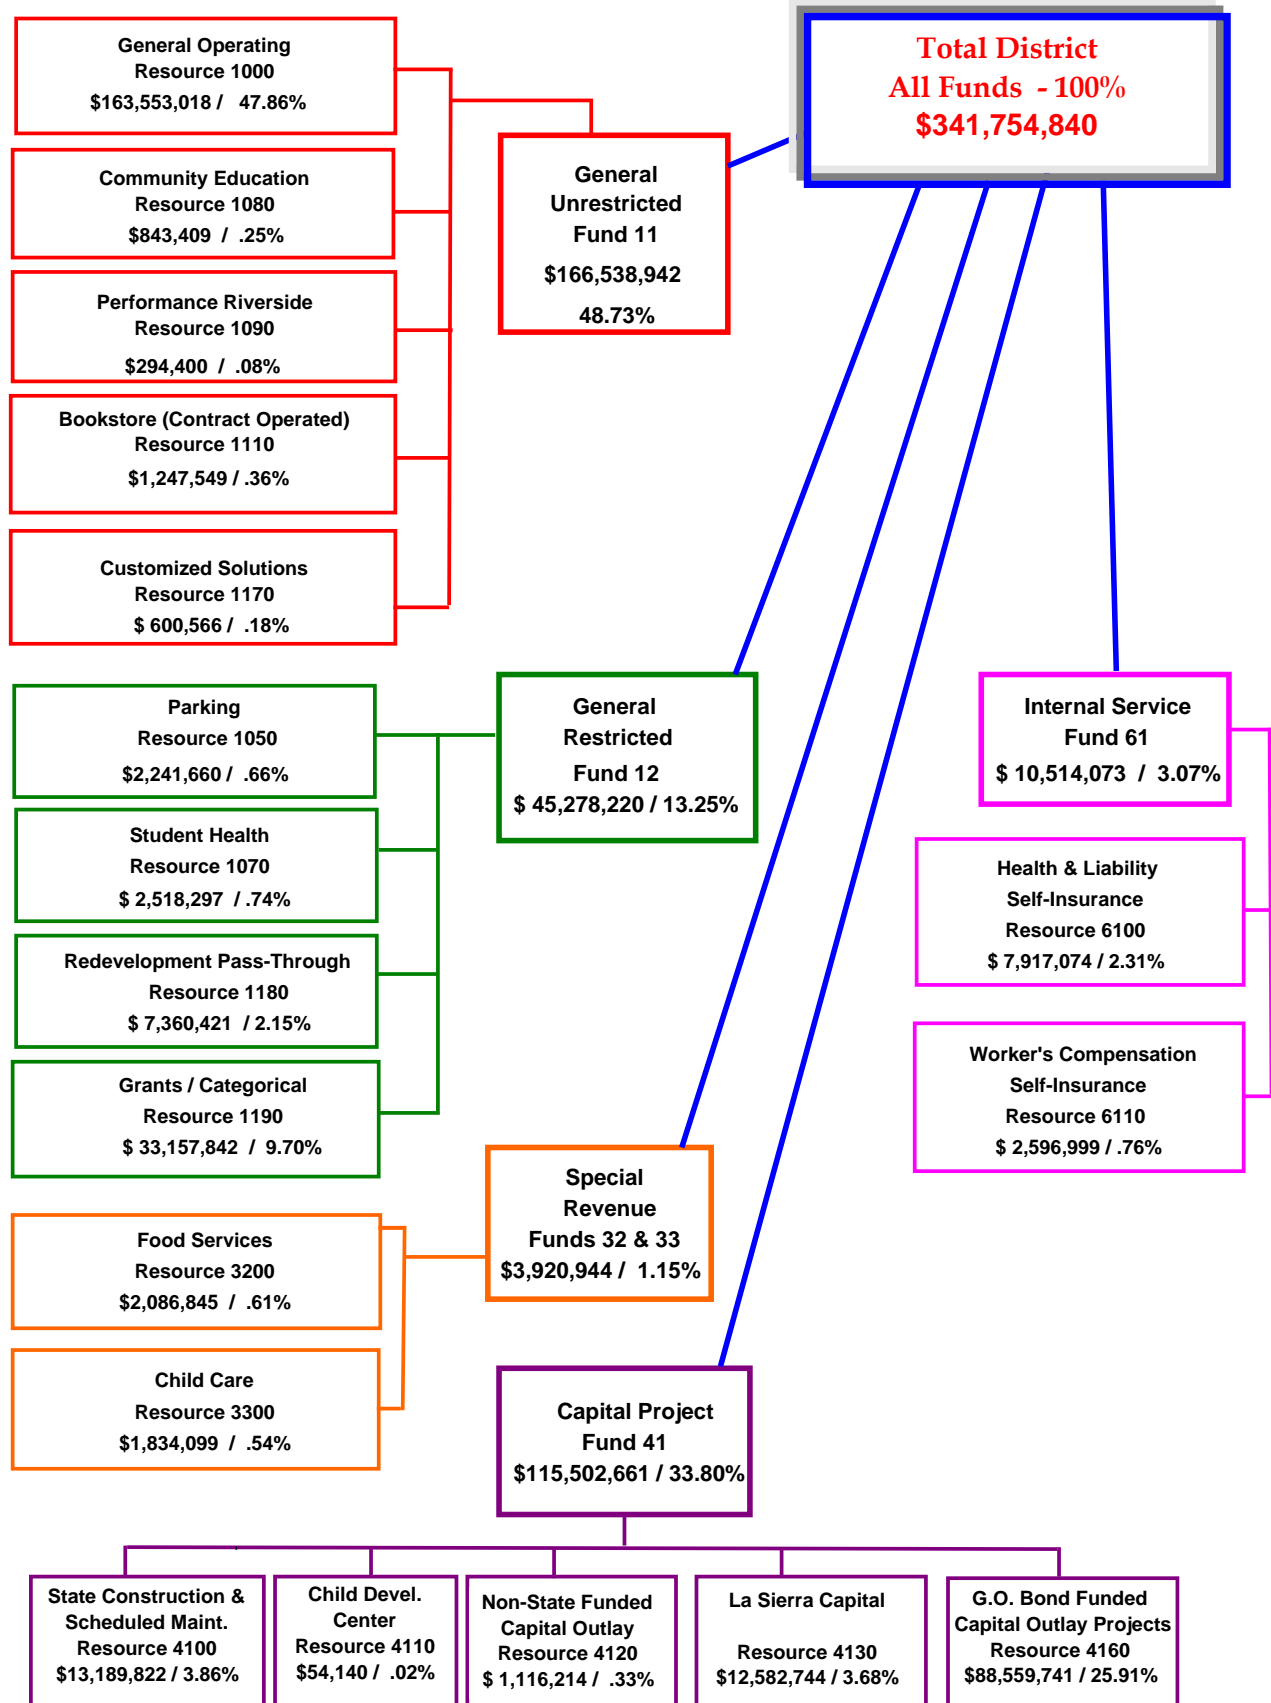 Total District
All Funds - 100%
$341,754,840
General Operating
Resource 1000
$163,553,018 / 47.86%
Community Education
Resource 1080
$843,409 / .25%
Performance Riverside
Resource 1090
$294,400 / .08%
Bookstore (Contract Operated)
Resource 1110
$1,247,549 / .36%
Customized Solutions
Resource 1170
$ 600,566 / .18%
General
Unrestricted
Fund 11
$166,538,942
48.73%
Parking
Resource 1050
$2,241,660 / .66%
Student Health
Resource 1070
$ 2,518,297 / .74%
Redevelopment Pass-Through
Resource 1180
$ 7,360,421 / 2.15%
Grants / Categorical
Resource 1190
$ 33,157,842 / 9.70%
General
Restricted
Fund 12
$ 45,278,220 / 13.25%
Internal Service
Fund 61
$ 10,514,073 / 3.07%
Health & Liability
Self-Insurance
Resource 6100
$ 7,917,074 / 2.31%
Worker's Compensation
Self-Insurance
Resource 6110
$ 2,596,999 / .76%
Food Services
Resource 3200
$2,086,845 / .61%
Child Care
Resource 3300
$1,834,099 / .54%
Special
Revenue
Funds 32 & 33
$3,920,944 / 1.15%
Capital Project
Fund 41
$115,502,661 / 33.80%
State Construction &
Scheduled Maint.
Resource 4100
$13,189,822 / 3.86%
Child Devel.
Center
Resource 4110
$54,140 / .02%
Non-State Funded
Capital Outlay
Resource 4120
$ 1,116,214 / .33%
La Sierra Capital
Resource 4130
$12,582,744 / 3.68%
G.O. Bond Funded
Capital Outlay Projects
Resource 4160
$88,559,741 / 25.91%